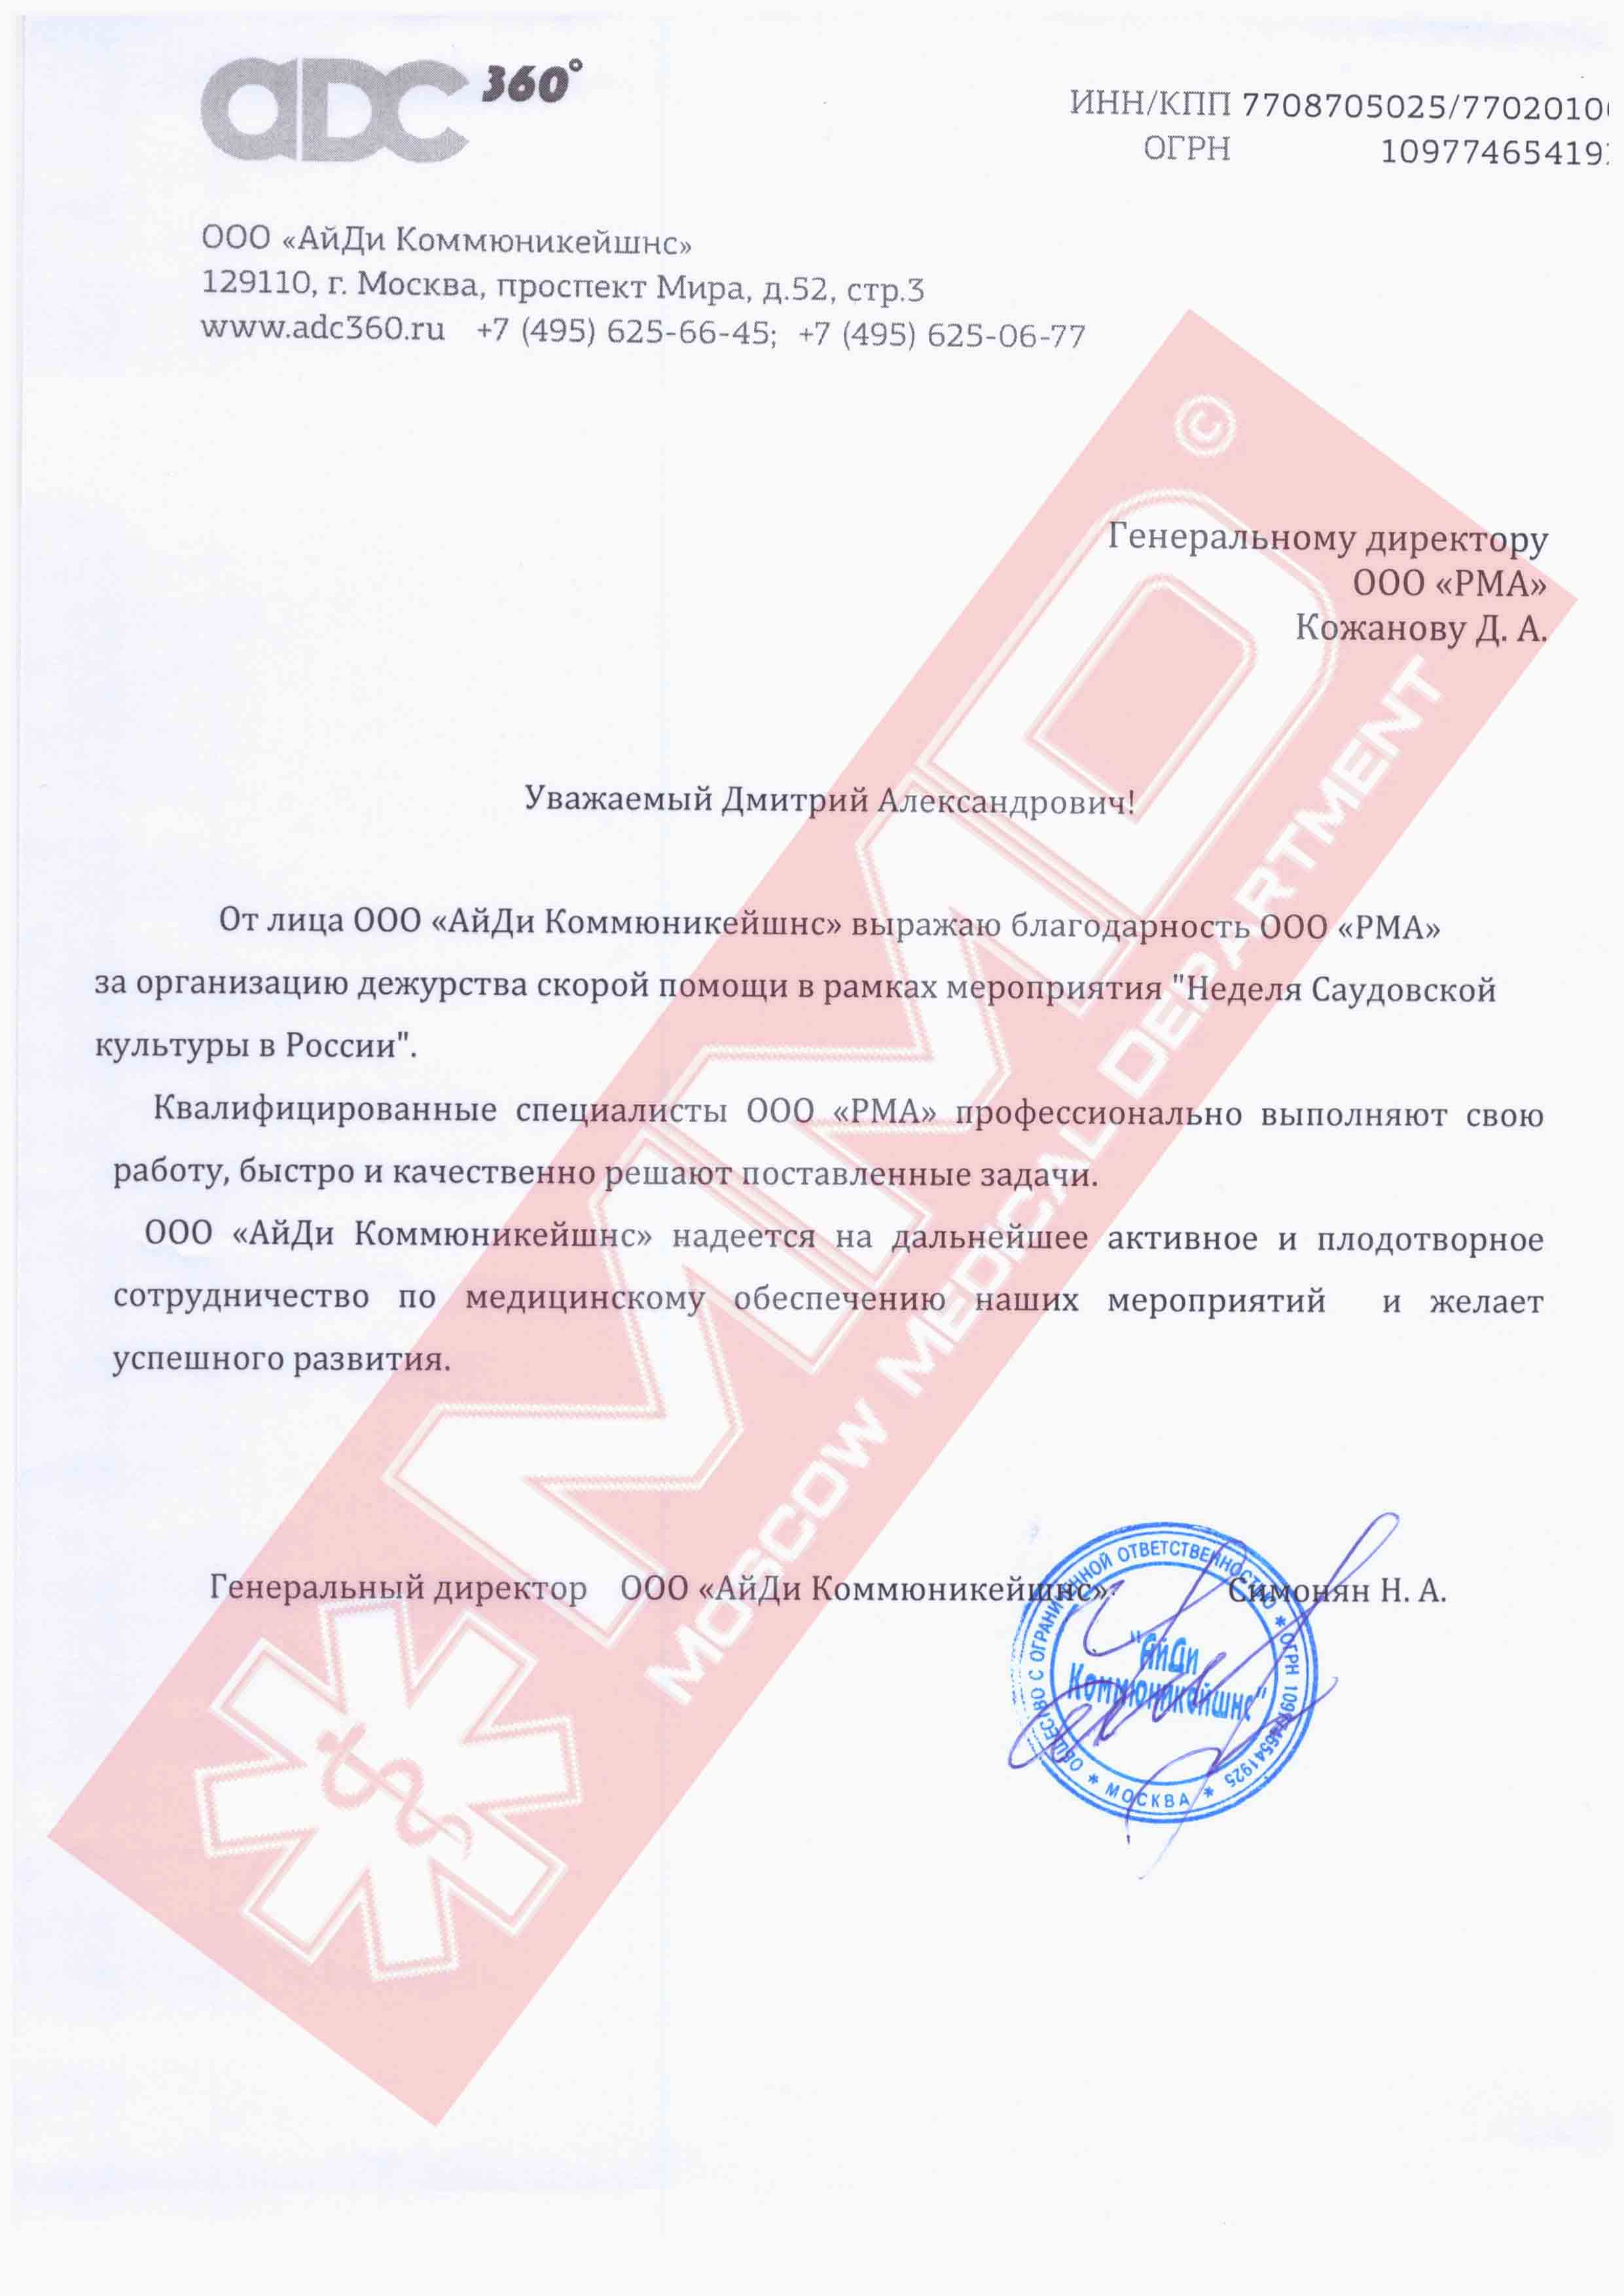 aDC 360°
ИНН/КПП 7708705025/7702010
ОГРН 109774654192
ООО «АйДи Коммюникейшнс»
129110, г. Москва, проспект Мира, д.52, стр.3
www.adc360.ru +7 (495) 625-66-45; +7 (495) 625-06-77
©
Генеральному директору
ООО «РМА»
Кожанову Д. А.
Уважаемый Дмитрий Александрович!
От лица ООО «АйДи Коммюникейшнс» выражаю благодарность ООО «РМА»
за организацию дежурства скорой помощи в рамках мероприятия "Неделя Саудовской
культуры в России".
Квалифицированные специалисты ООО «РМА» профессионально выполняют свою
работу, быстро и качественно решают поставленные задачи.
ООО «АйДи Коммюникейшнс» надеется на дальнейшее активное и плодотворное
сотрудничество по медицинскому обеспечению наших мероприятий и желает
успешного развития.
Генеральный директор ООО «АйДи Коммюникейшнс» Симонян Н. А.
ОБЩЕСТВО С ОГРАНИЧЕННОЙ ОТВЕТСТВЕННОСТЬЮ * ОГРН 1097746541925 * МОСКВА *
"АйДи
Коммюникейшнс"
MMD
MOSCOW MEDICAL DEPARTMENT